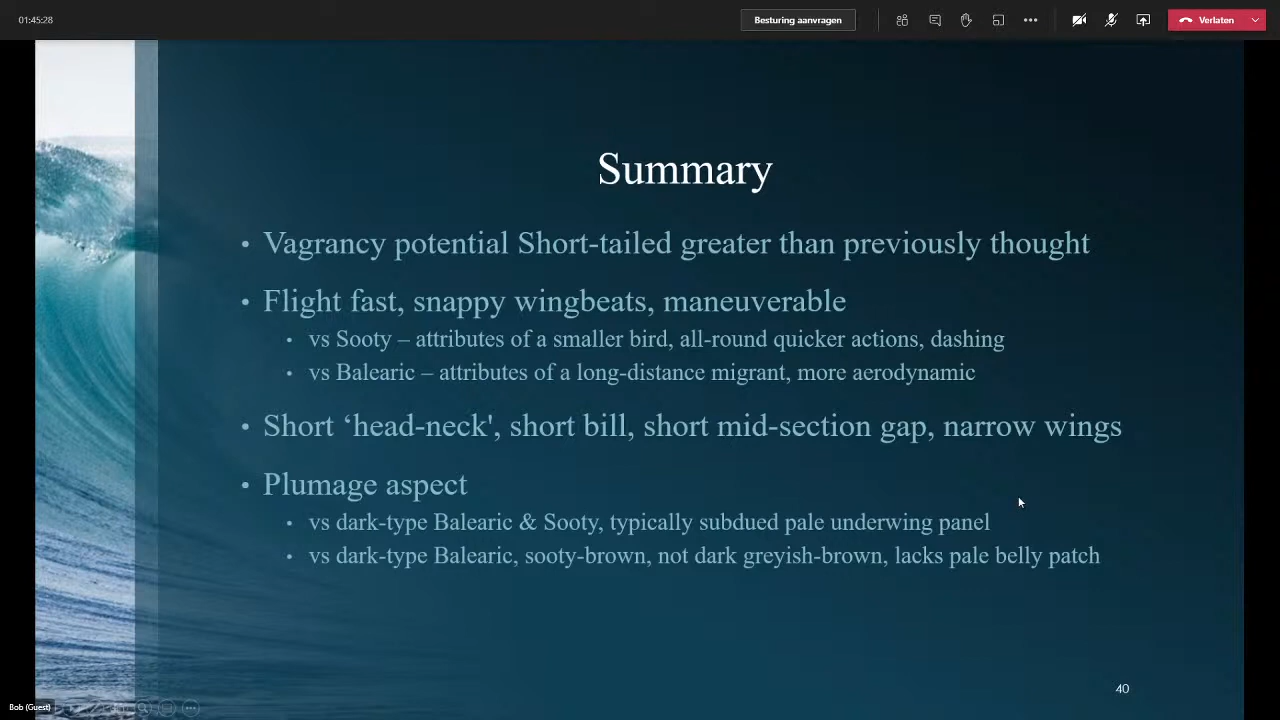 01:45:28
Besturing aanvragen
Verlaten
Summary
• Vagrancy potential Short-tailed greater than previously thought
• Flight fast, snappy wingbeats, maneuverable
• vs Sooty – attributes of a smaller bird, all-round quicker actions, dashing
• vs Balearic – attributes of a long-distance migrant, more aerodynamic
• Short ‘head-neck', short bill, short mid-section gap, narrow wings
• Plumage aspect
• vs dark-type Balearic & Sooty, typically subdued pale underwing panel
• vs dark-type Balearic, sooty-brown, not dark greyish-brown, lacks pale belly patch
40
Bob (Guest)